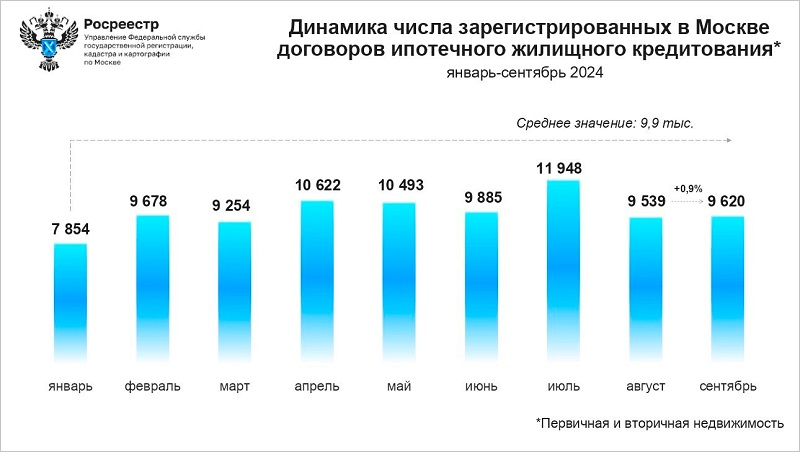 Росреестр
Управление Федеральной службы
государственной регистрации,
кадастра и картографии
по Москве
Динамика числа зарегистрированных в Москве
договоров ипотечного жилищного кредитования*
январь-сентябрь 2024
Среднее значение: 9,9 тыс.
7 854
9 678
9 254
10 622
10 493
9 885
11 948
9 539
+0,9%
9 620
январь
февраль
март
апрель
май
июнь
июль
август
сентябрь
*Первичная и вторичная недвижимость